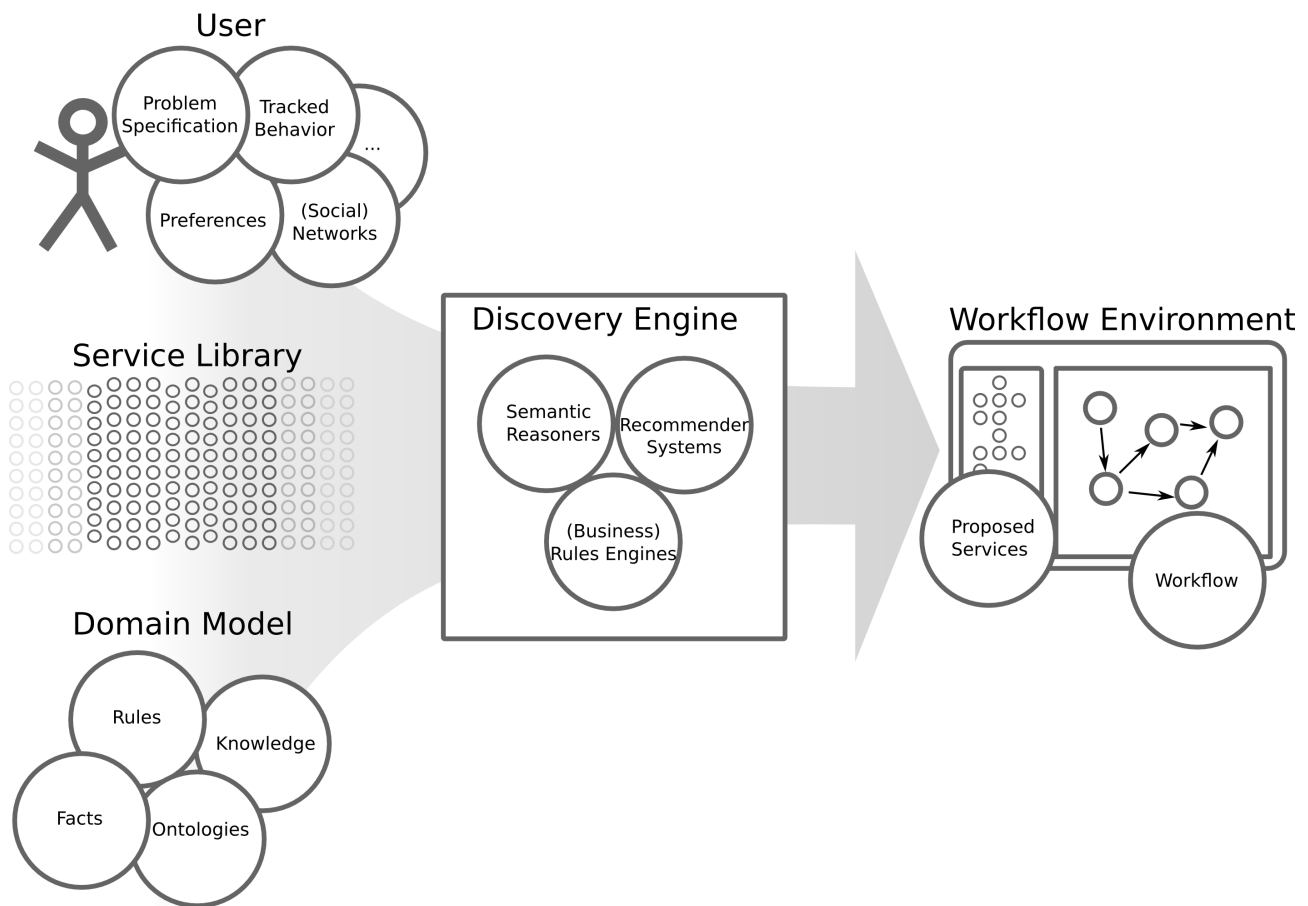 User
Problem
Specification
Tracked
Behavior
...
Preferences
(Social)
Networks
Service Library
Domain Model
Rules
Knowledge
Facts
Ontologies
Discovery Engine
Semantic
Reasoners
Recommender
Systems
(Business)
Rules Engines
Workflow Environment
Proposed
Services
Workflow